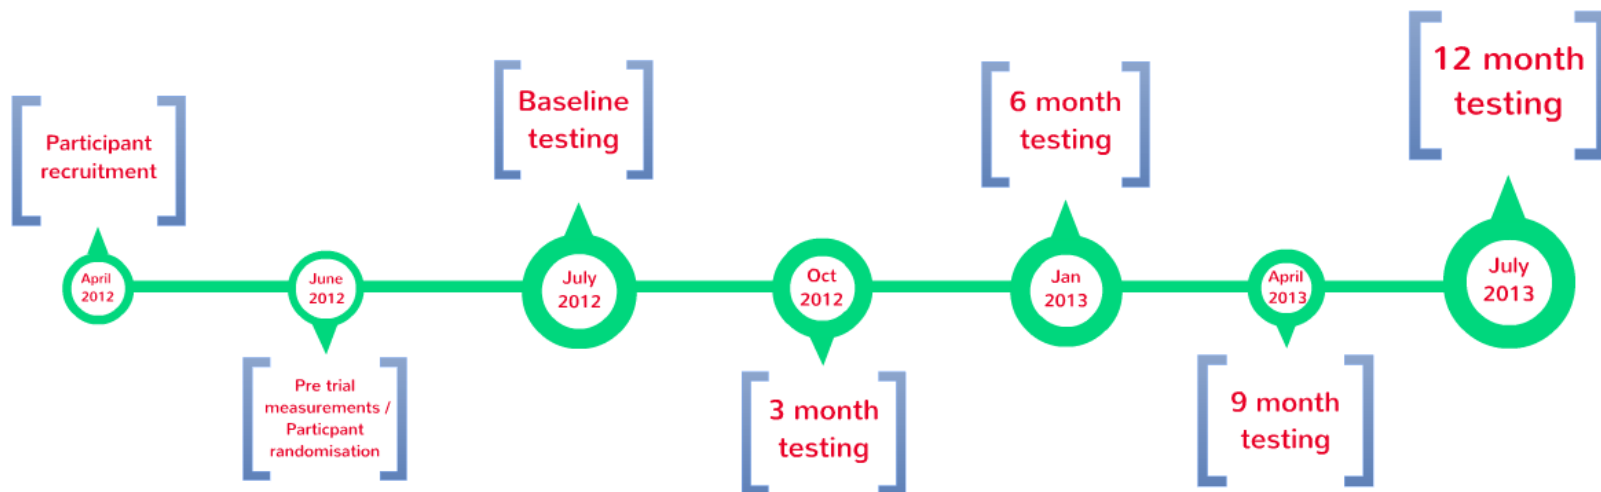 Participant
recruitment
April
2012
June
2012
Pre trial
measurements /
Particpant
randomisation
Baseline
testing
July
2012
Oct
2012
3 month
testing
6 month
testing
Jan
2013
April
2013
9 month
testing
12 month
testing
July
2013